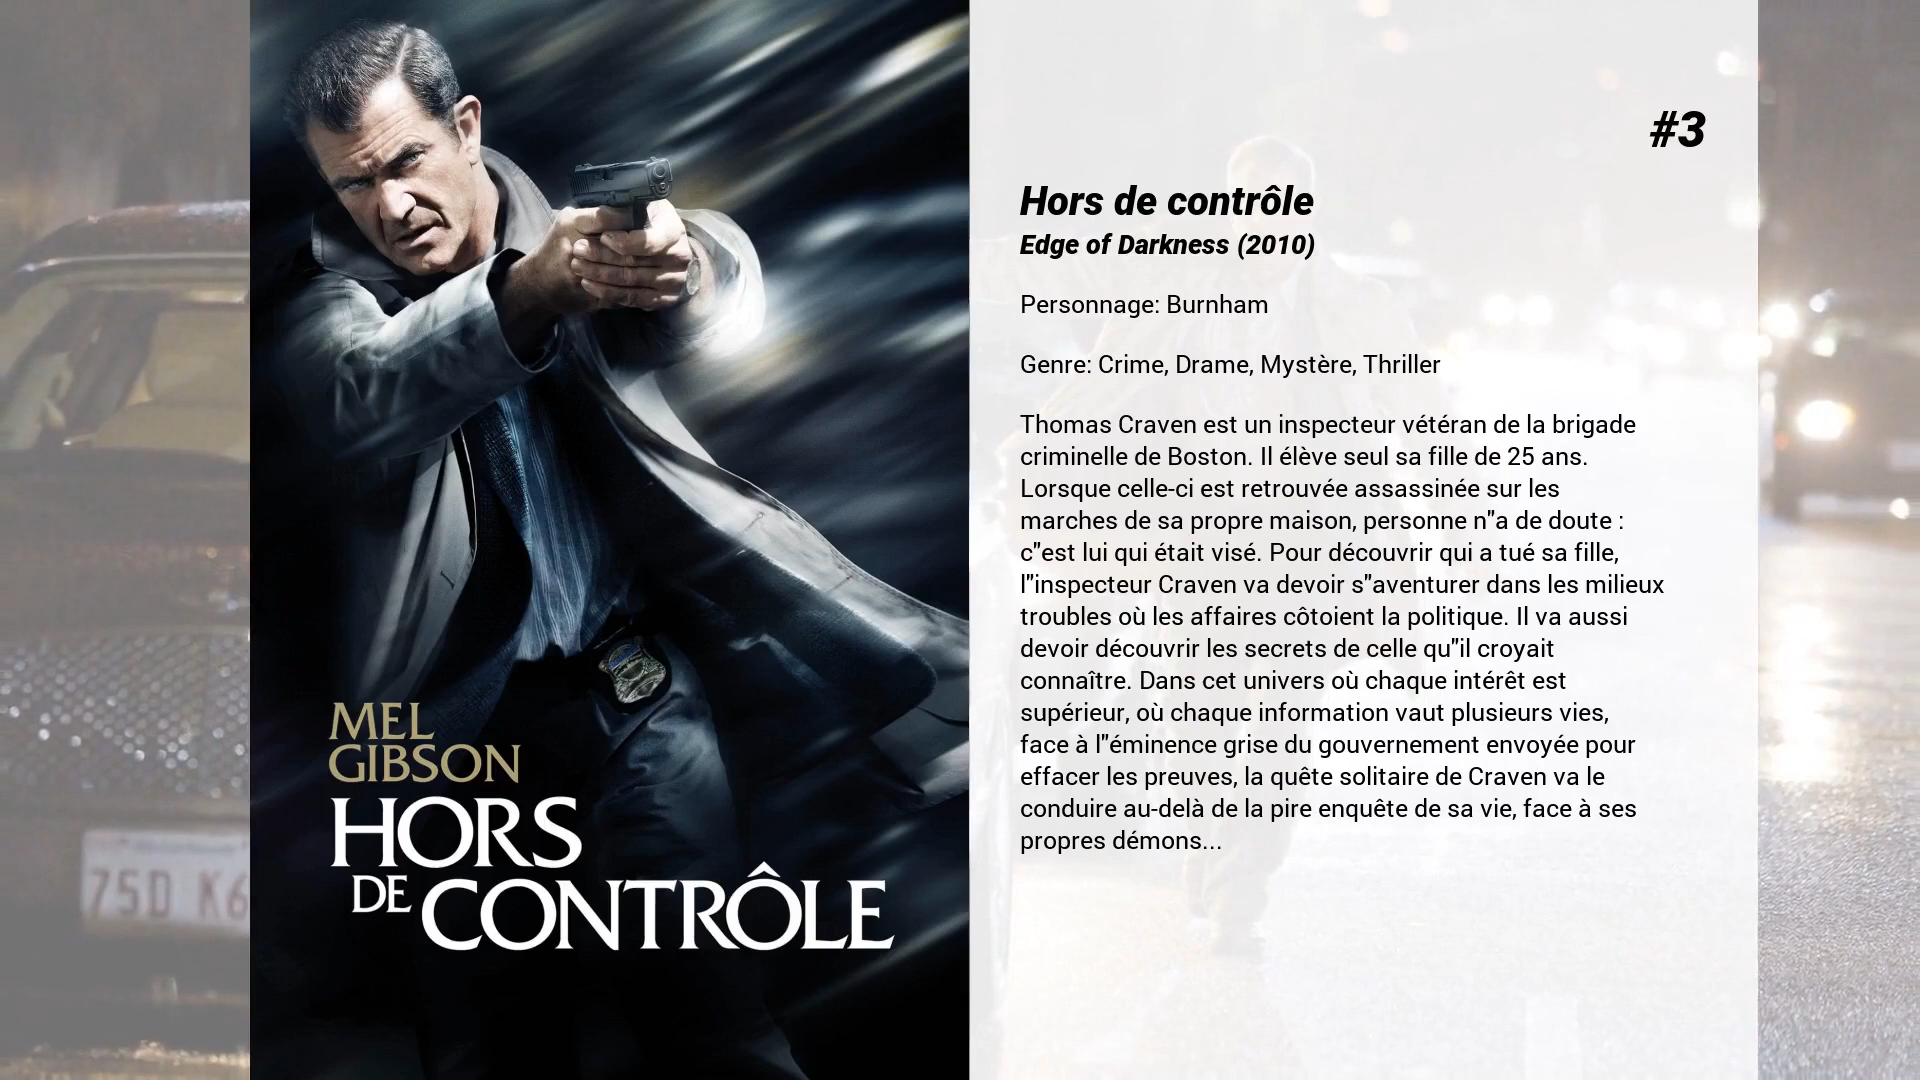 #3
Hors de contrôle
Edge of Darkness (2010)
Personnage: Burnham
Genre: Crime, Drame, Mystère, Thriller
Thomas Craven est un inspecteur vétéran de la brigade
criminelle de Boston. Il élève seul sa fille de 25 ans.
Lorsque celle-ci est retrouvée assassinée sur les
marches de sa propre maison, personne n"a de doute :
c"est lui qui était visé. Pour découvrir qui a tué sa fille,
l"inspecteur Craven va devoir s"aventurer dans les milieux
troubles où les affaires côtoient la politique. Il va aussi
devoir découvrir les secrets de celle qu"il croyait
connaître. Dans cet univers où chaque intérêt est
supérieur, où chaque information vaut plusieurs vies,
face à l"éminence grise du gouvernement envoyée pour
effacer les preuves, la quête solitaire de Craven va le
conduire au-delà de la pire enquête de sa vie, face à ses
propres démons...
MEL
GIBSON
HORS
DE CONTRÔLE
75D K6